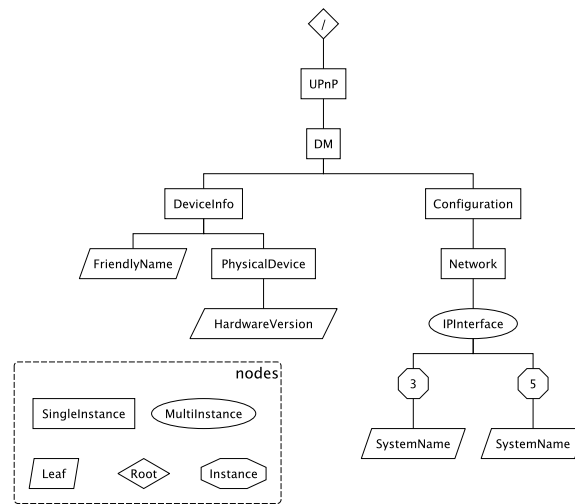 /
UPnP
DM
DeviceInfo
Configuration
FriendlyName
PhysicalDevice
Network
HardwareVersion
IPInterface
3
5
SystemName
SystemName
nodes
SingleInstance
MultiInstance
Leaf
Root
Instance